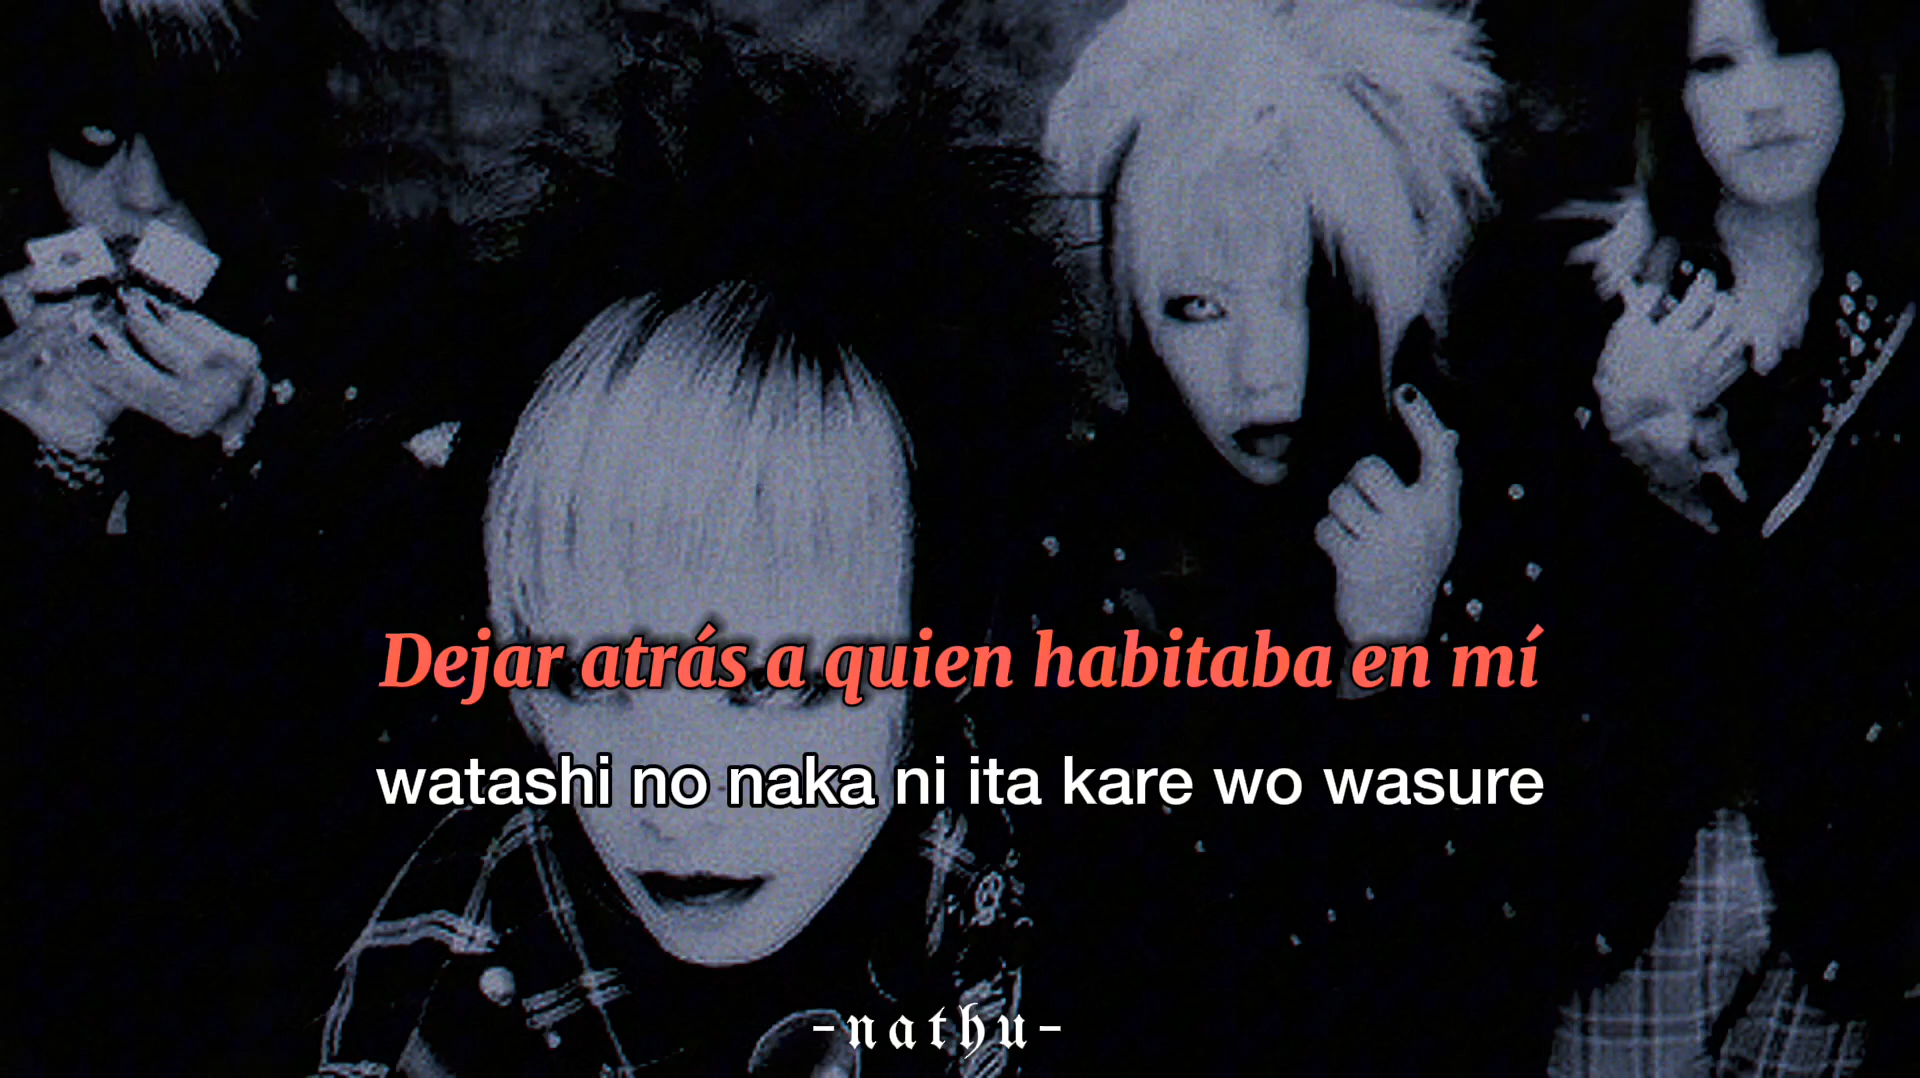 Dejar atrás a quien habitaba en mí
watashi no naka ni ita kare wo wasure
-nathu-